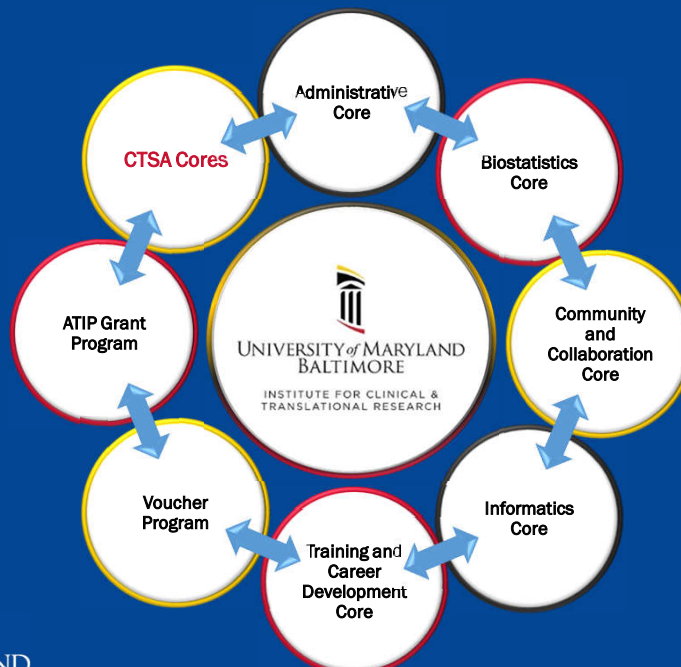 Administrative
Core
CTSA Cores
Biostatistics
Core
ATIP Grant
Program
UNIVERSITY of MARYLAND
BALTIMORE
INSTITUTE FOR CLINICAL &
TRANSLATIONAL RESEARCH
Community
and
Collaboration
Core
Voucher
Program
Informatics
Core
Training and
Career
Development
Core